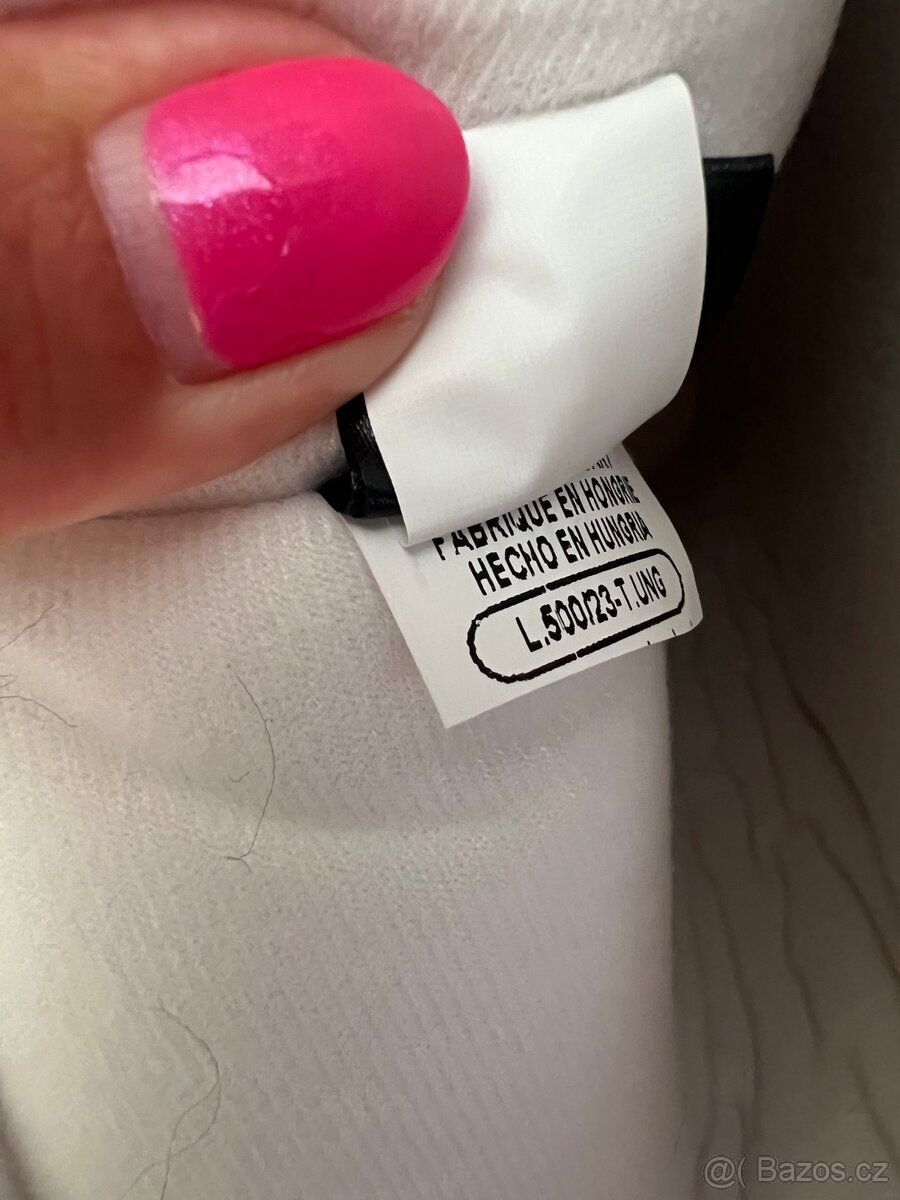 FABRIQUE EN HONGRIE
HECHO EN HUNGRIA
L.500/23-T.UNG
@( Bazos.cz